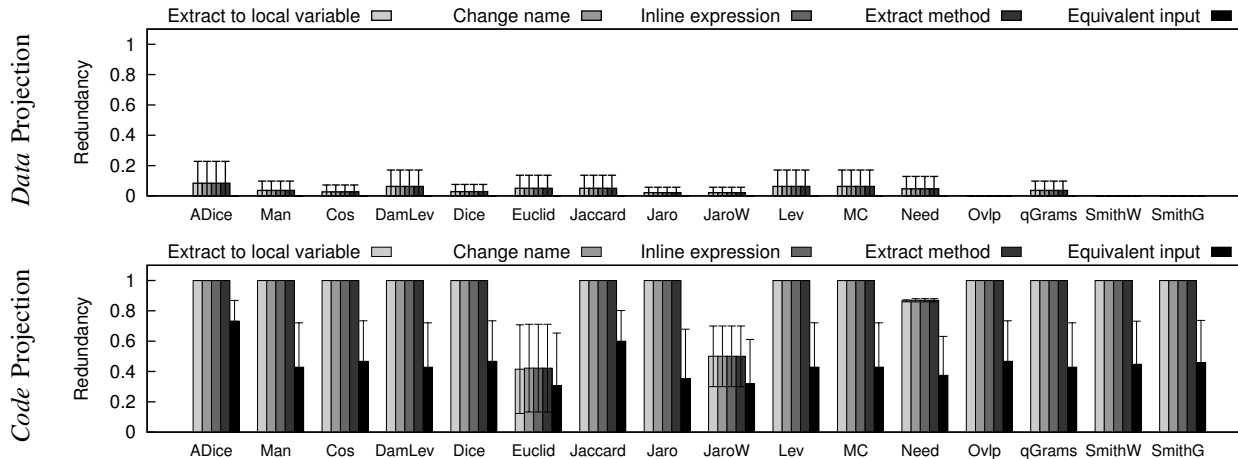 Extract to local variable Change name Inline expression Extract method Equivalent input
Data Projection
Redundancy
1
0.8
0.6
0.4
0.2
0
ADice Man Cos DamLev Dice Euclid Jaccard Jaro JaroW Lev MC Need Ovlp qGrams SmithW SmithG
Extract to local variable Change name Inline expression Extract method Equivalent input
Code Projection
Redundancy
1
0.8
0.6
0.4
0.2
0
ADice Man Cos DamLev Dice Euclid Jaccard Jaro JaroW Lev MC Need Ovlp qGrams SmithW SmithG